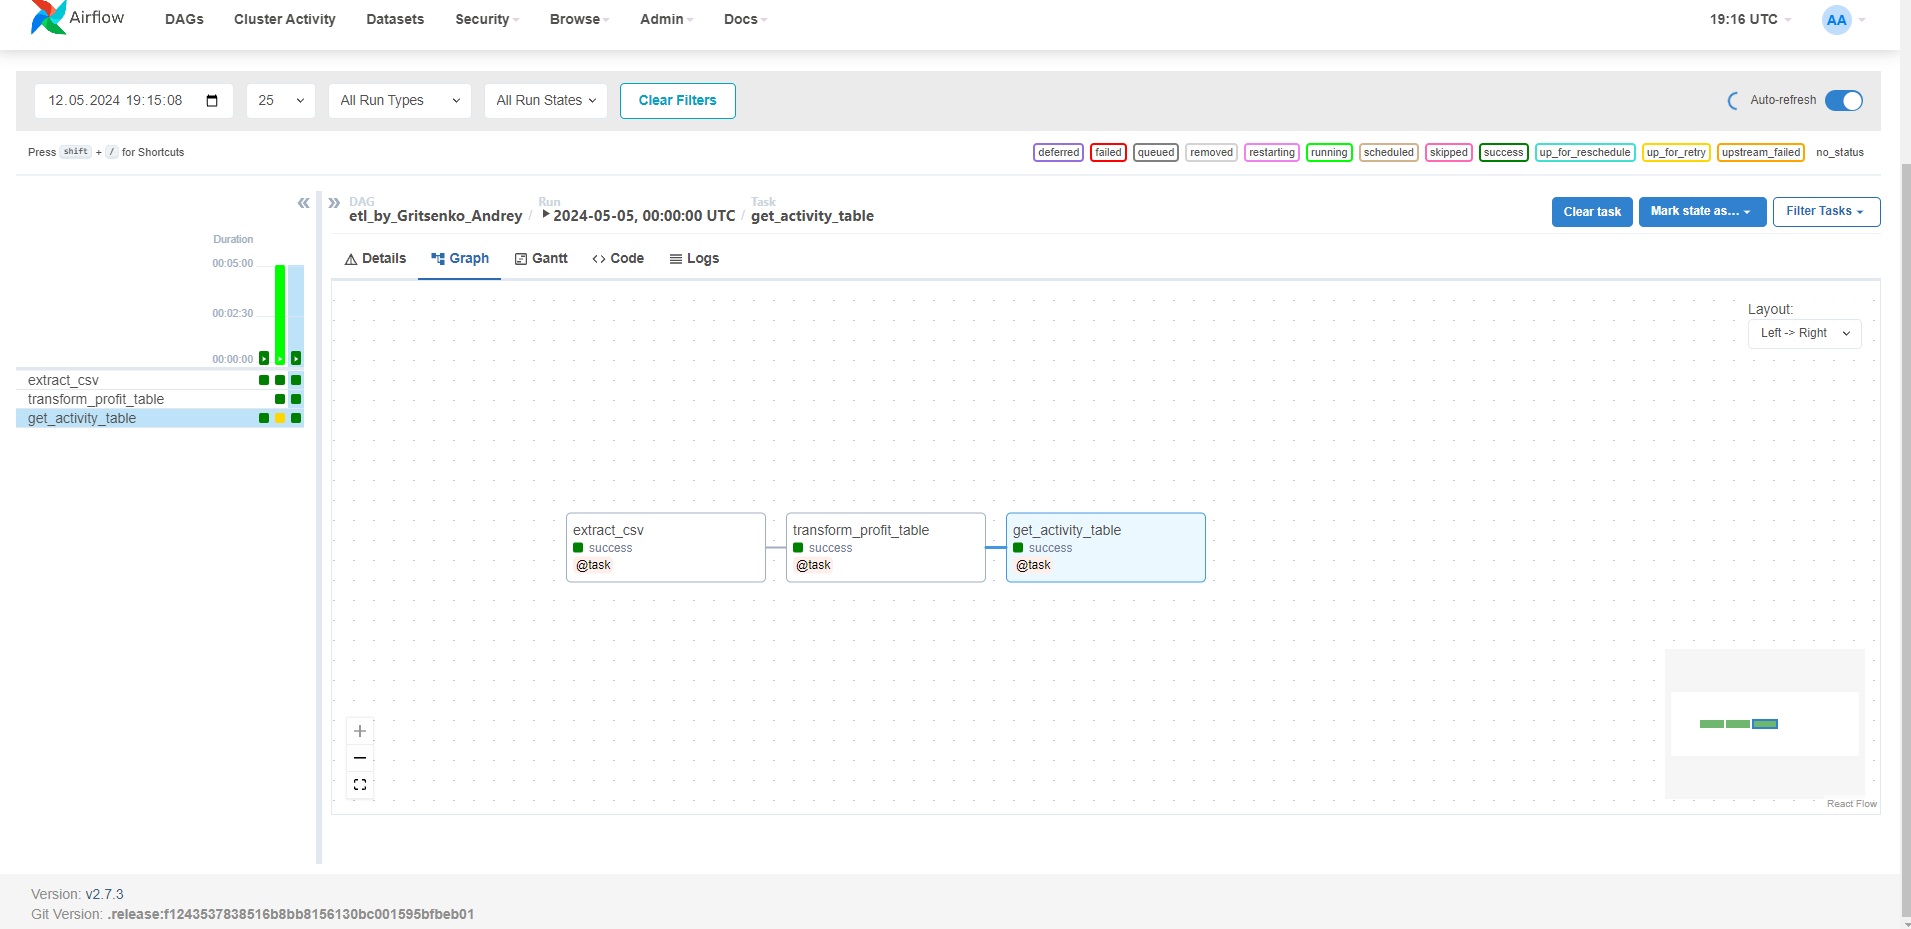 Airflow DAGs Cluster Activity Datasets Security Browse Admin Docs 19:16 UTC AA
12.05.2024 19:15:08 25 All Run Types All Run States Clear Filters Auto-refresh
Press shift + / for Shortcuts deferred failed queued removed restarting running scheduled skipped success up_for_reschedule up_for_retry upstream_failed no_status
DAG Run Task
etl_by_Gritsenko_Andrey / 2024-05-05, 00:00:00 UTC / get_activity_table
Clear task Mark state as... Filter Tasks
Duration
00:05:00
00:02:30
00:00:00
extract_csv
transform_profit_table
get_activity_table
Details Graph Gantt Code Logs
Layout:
Left -> Right
extract_csv
success
@task
transform_profit_table
success
@task
get_activity_table
success
@task
React Flow
Version: v2.7.3
Git Version: .release:f1243537838516b8bb8156130bc001595bfbeb01